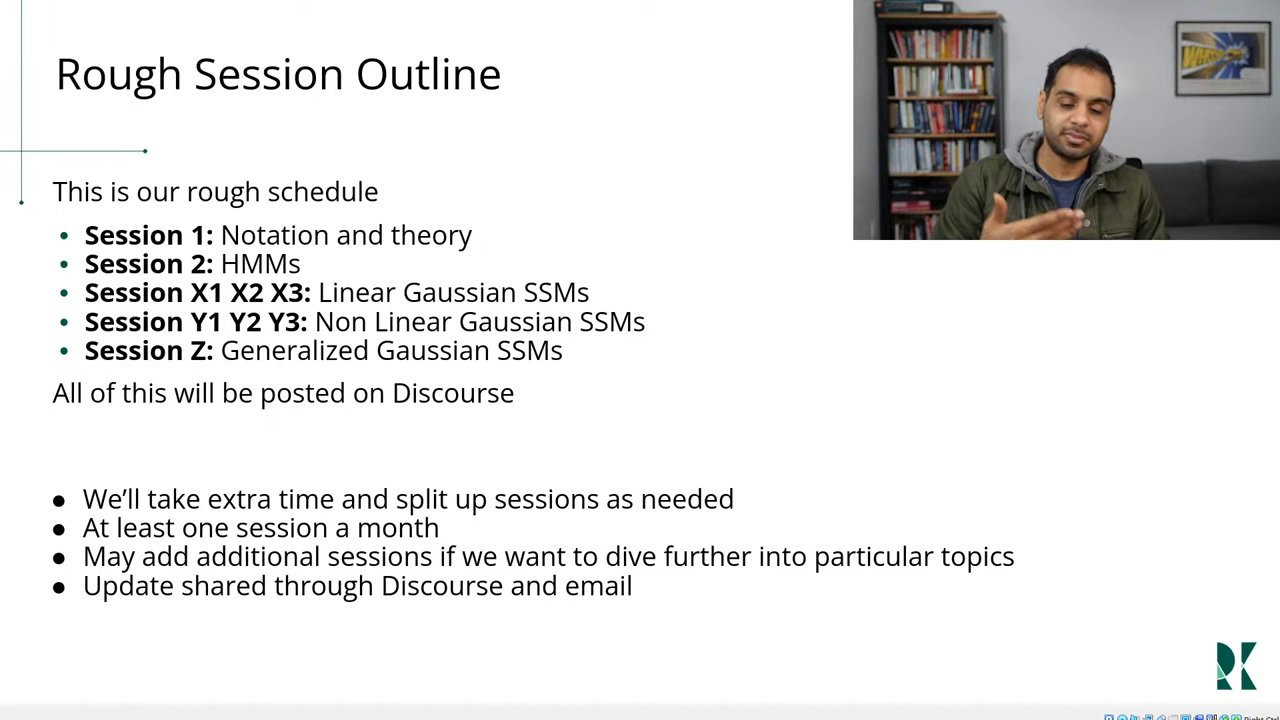 Rough Session Outline
This is our rough schedule
• Session 1: Notation and theory
• Session 2: HMMs
• Session X1 X2 X3: Linear Gaussian SSMs
• Session Y1 Y2 Y3: Non Linear Gaussian SSMs
• Session Z: Generalized Gaussian SSMs
All of this will be posted on Discourse
● We’ll take extra time and split up sessions as needed
● At least one session a month
● May add additional sessions if we want to dive further into particular topics
● Update shared through Discourse and email
RK
Right Ctrl